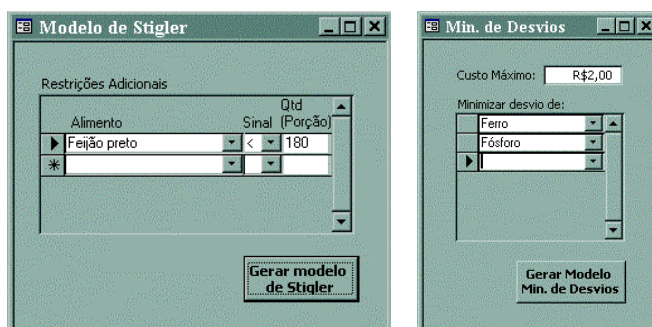 Modelo de Stigler
Restrições Adicionais
Alimento Sinal Qtd (Porção)
Feijão preto < 180
Gerar modelo
de Stigler
Min. de Desvios
Custo Máximo: R$2,00
Minimizar desvio de:
Ferro
Fósforo
Gerar Modelo
Min. de Desvios